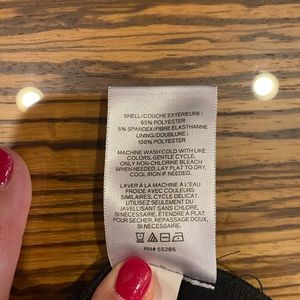 SHELL/COUCHE EXTÉRIEURE :
95% POLYESTER
5% SPANDEX/FIBRE ÉLASTHANNE
LINING/DOUBLURE :
100% POLYESTER
MACHINE WASH COLD WITH LIKE
COLORS, GENTLE CYCLE.
ONLY NON-CHLORINE BLEACH
WHEN NEEDED. LAY FLAT TO DRY.
COOL IRON IF NEEDED.
LAVER À LA MACHINE À L'EAU
FROIDE AVEC COULEURS
SIMILAIRES, CYCLE DÉLICAT.
UTILISER SEULEMENT DU
JAVELLISANT SANS CHLORE
SI NÉCESSAIRE. ÉTENDRE À PLAT
POUR SÉCHER. REPASSAGE DOUX,
SI NÉCESSAIRE.
RN# 55285